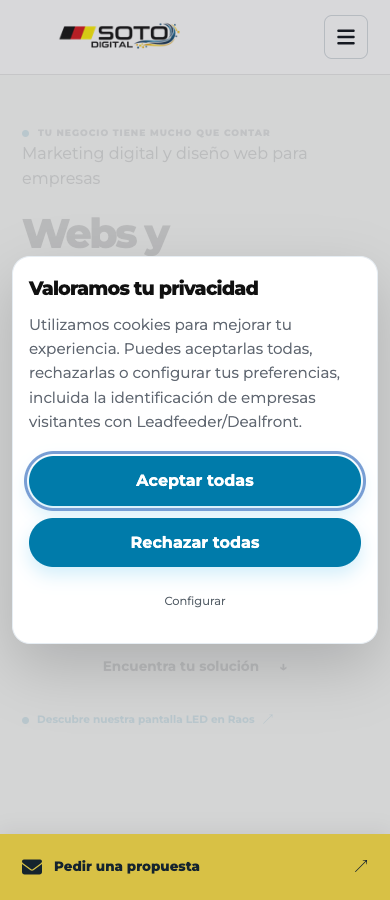 SOTO
DIGITAL
TU NEGOCIO TIENE MUCHO QUE CONTAR
Marketing digital y diseño web para
empresas
Webs y
Valoramos tu privacidad
Utilizamos cookies para mejorar tu
experiencia. Puedes aceptarlas todas,
rechazarlas o configurar tus preferencias,
incluida la identificación de empresas
visitantes con Leadfeeder/Dealfront.
Aceptar todas
Rechazar todas
Configurar
Encuentra tu solución ↓
Descubre nuestra pantalla LED en Raos ↗
Pedir una propuesta ↗